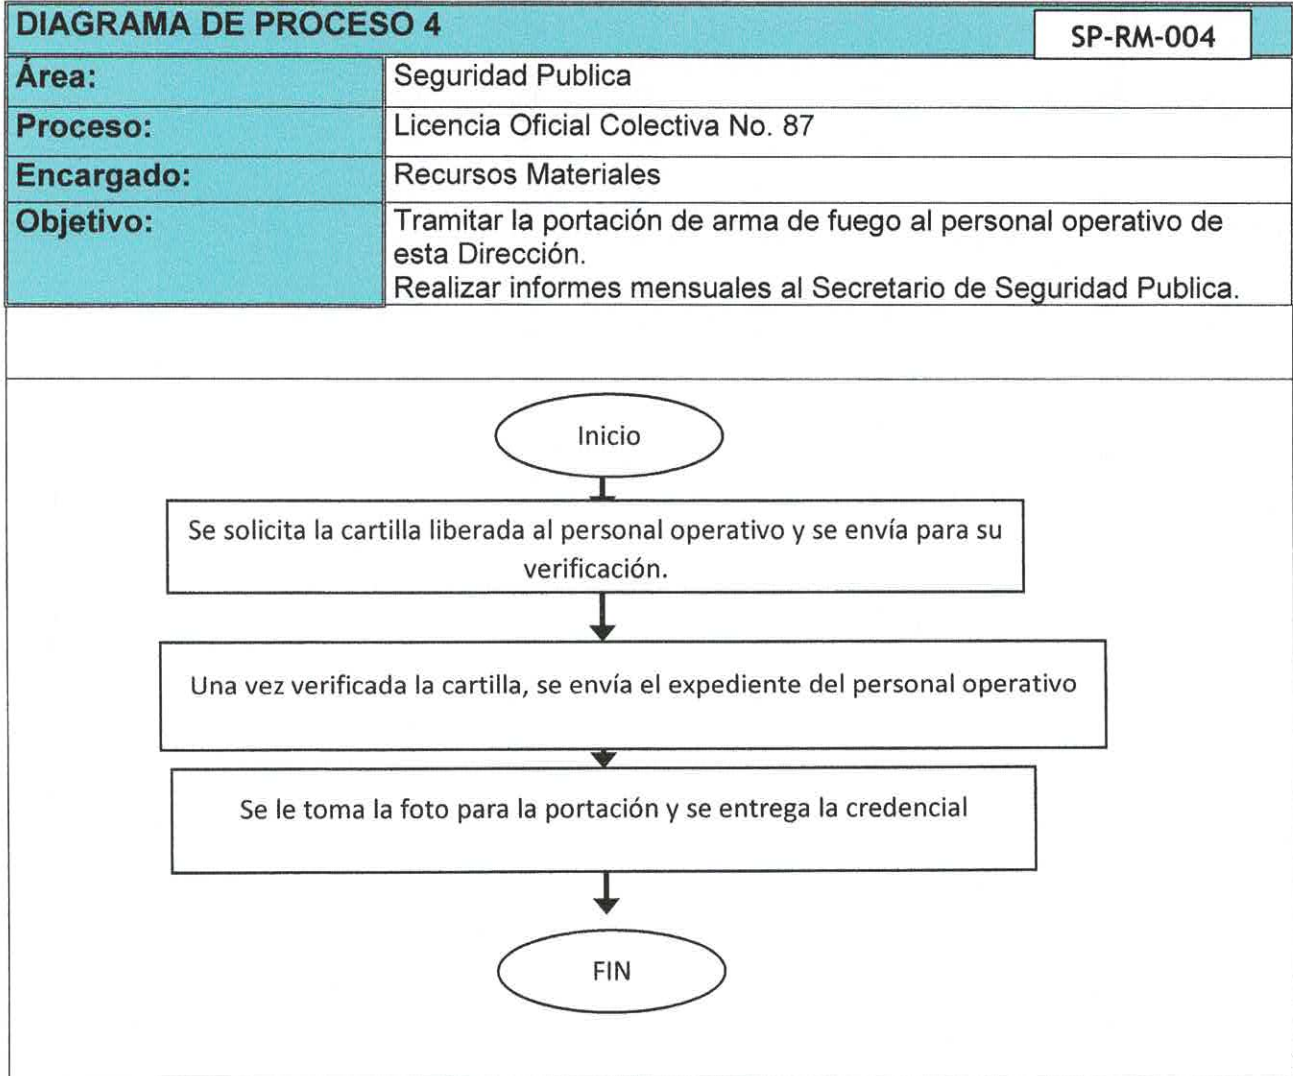 DIAGRAMA DE PROCESO 4
SP-RM-004
Área:
Seguridad Publica
Proceso:
Licencia Oficial Colectiva No. 87
Encargado:
Recursos Materiales
Objetivo:
Tramitar la portación de arma de fuego al personal operativo de
esta Dirección.
Realizar informes mensuales al Secretario de Seguridad Publica.
Inicio
Se solicita la cartilla liberada al personal operativo y se envía para su
verificación.
Una vez verificada la cartilla, se envía el expediente del personal operativo
Se le toma la foto para la portación y se entrega la credencial
FIN